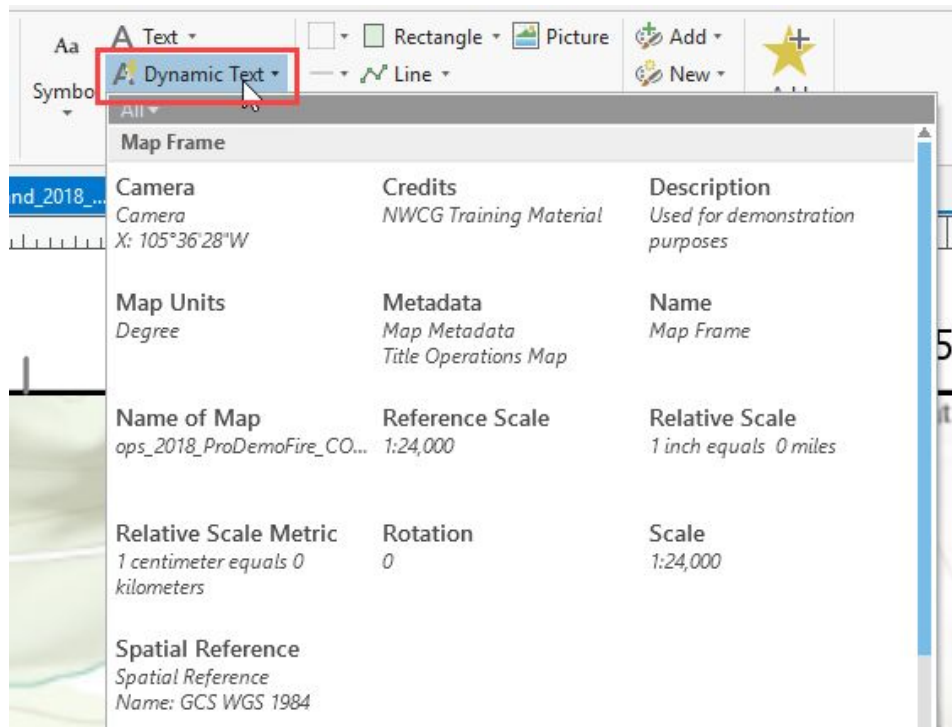 Aa
Symbo
Text
Dynamic Text
Rectangle
Picture
Line
Add
New
All
Map Frame
nd_2018_...
Camera
Camera
X: 105°36'28"W
Credits
NWCG Training Material
Description
Used for demonstration
purposes
Map Units
Degree
Metadata
Map Metadata
Title Operations Map
Name
Map Frame
5
Name of Map
ops_2018_ProDemoFire_CO...
Reference Scale
1:24,000
Relative Scale
1 inch equals 0 miles
Relative Scale Metric
1 centimeter equals 0
kilometers
Rotation
0
Scale
1:24,000
Spatial Reference
Spatial Reference
Name: GCS WGS 1984